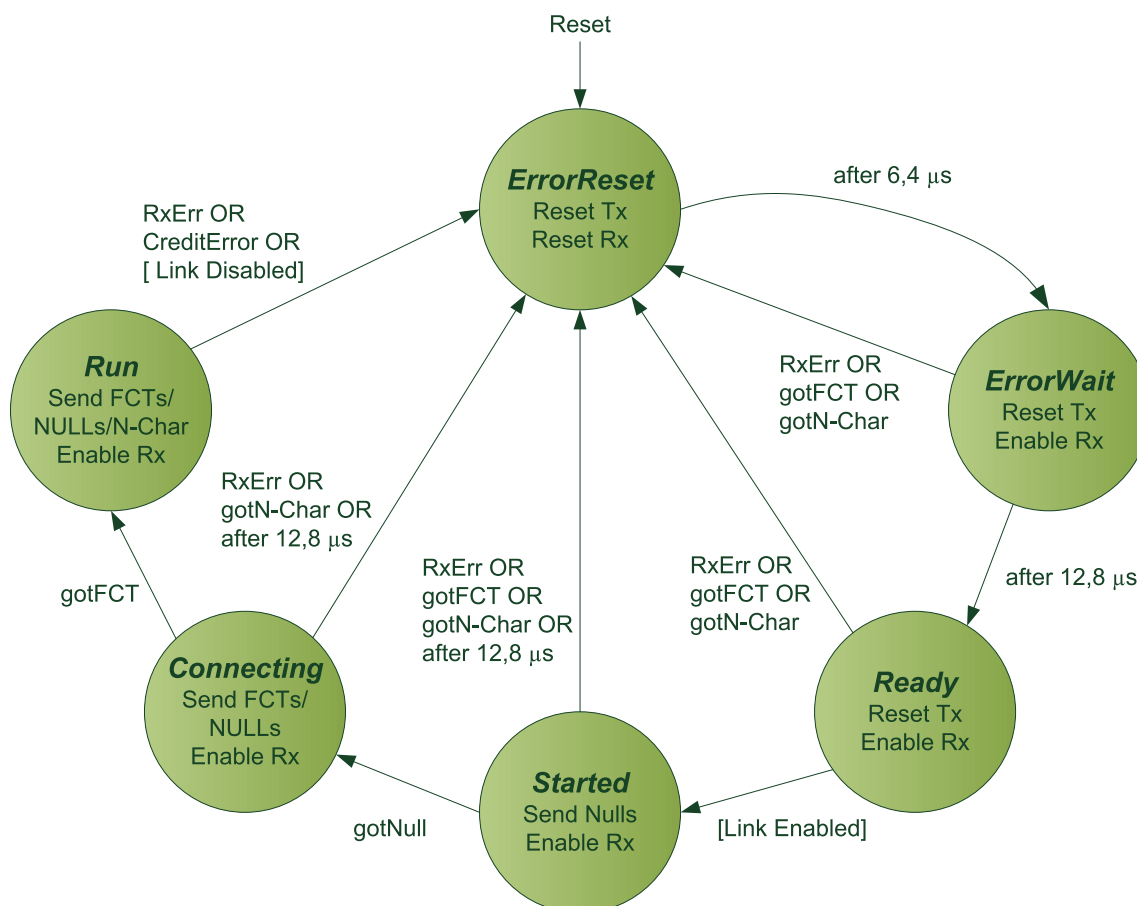 Reset
ErrorReset
Reset Tx
Reset Rx
after 6,4 μs
RxErr OR
CreditError OR
[ Link Disabled]
Run
Send FCTs/
NULLs/N-Char
Enable Rx
RxErr OR
gotFCT OR
gotN-Char
ErrorWait
Reset Tx
Enable Rx
RxErr OR
gotN-Char OR
after 12,8 μs
RxErr OR
gotFCT OR
gotN-Char OR
after 12,8 μs
RxErr OR
gotFCT OR
gotN-Char
after 12,8 μs
gotFCT
Connecting
Send FCTs/
NULLs
Enable Rx
Ready
Reset Tx
Enable Rx
Started
Send Nulls
Enable Rx
gotNull
[Link Enabled]